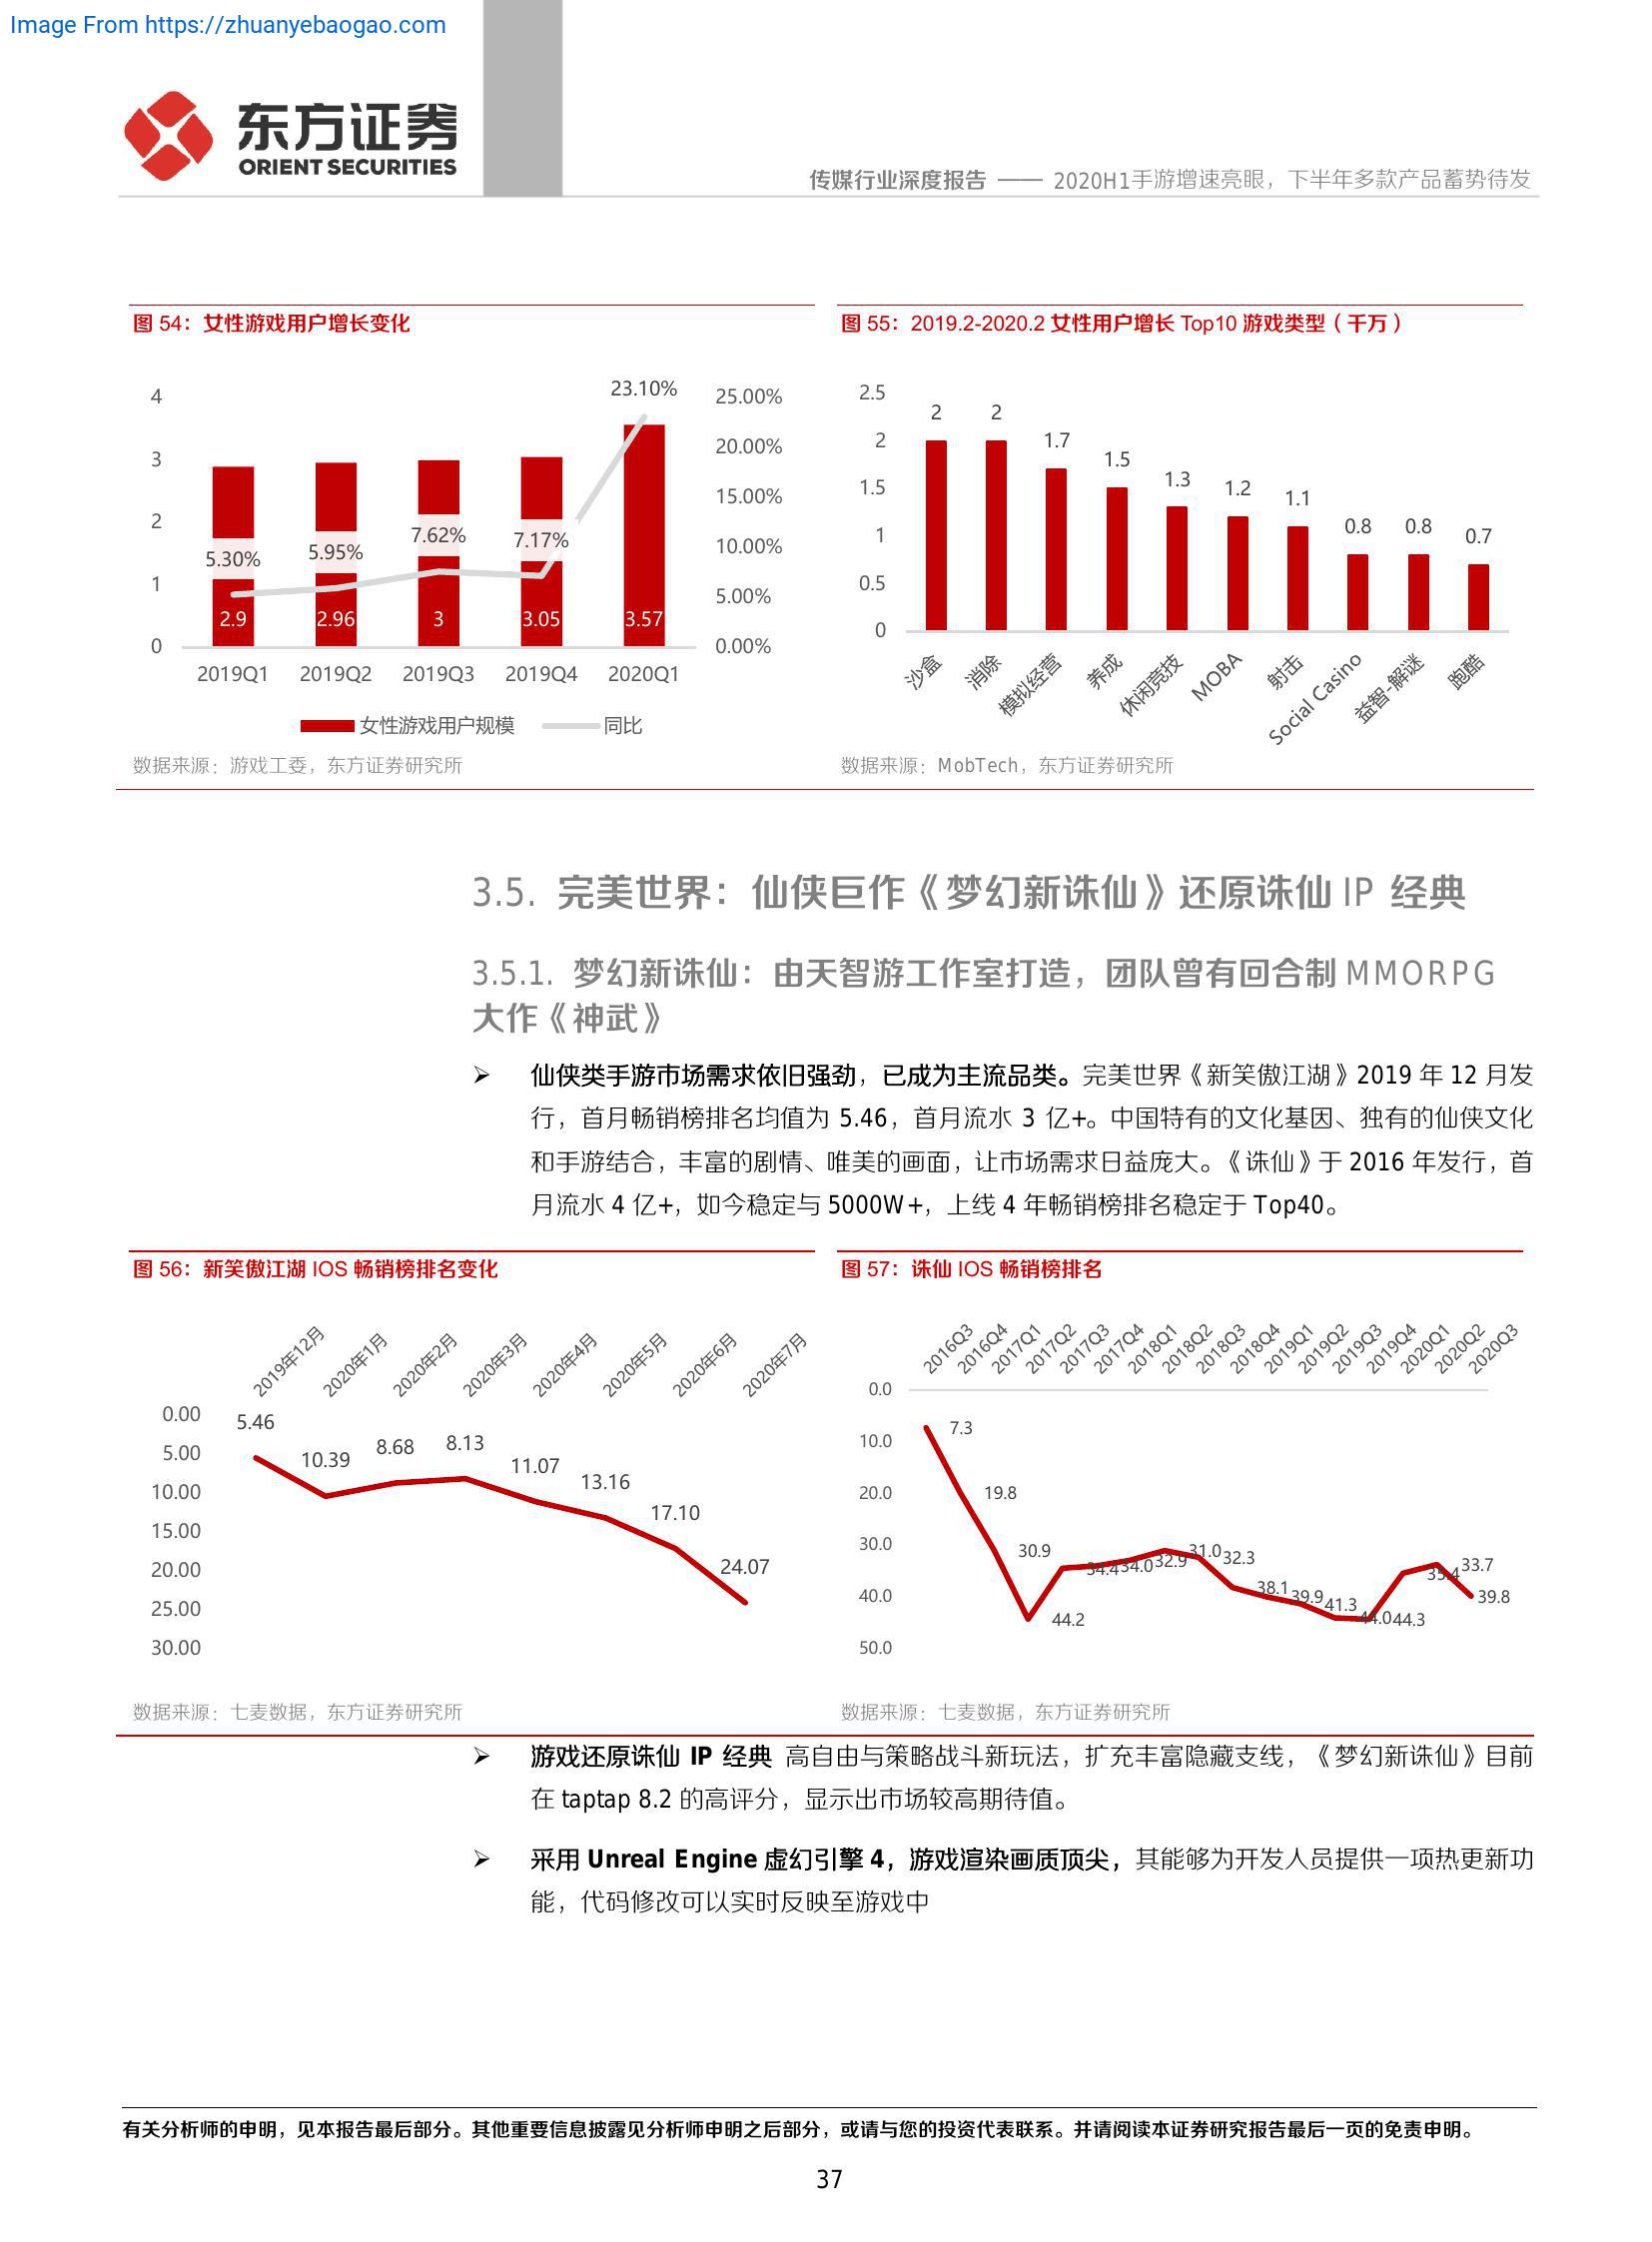 Image From https://zhuanyebaogao.com
东方证券
ORIENT SECURITIES
传媒行业深度报告 —— 2020H1手游增速亮眼，下半年多款产品蓄势待发
图 54：女性游戏用户增长变化
4
3
2
1
0
25.00%
20.00%
15.00%
10.00%
5.00%
0.00%
5.30%
5.95%
7.62%
7.17%
23.10%
2.9
2.96
3
3.05
3.57
2019Q1 2019Q2 2019Q3 2019Q4 2020Q1
女性游戏用户规模 同比
数据来源：游戏工委，东方证券研究所
图 55：2019.2-2020.2 女性用户增长 Top10 游戏类型（千万）
2.5
2
1.5
1
0.5
0
2 2 1.7 1.5 1.3 1.2 1.1 0.8 0.8 0.7
沙盒
消除
模拟经营
养成
休闲竞技
MOBA
射击
Social Casino
益智-解谜
跑酷
数据来源：MobTech，东方证券研究所
3.5. 完美世界：仙侠巨作《梦幻新诛仙》还原诛仙 IP 经典
3.5.1. 梦幻新诛仙：由天智游工作室打造，团队曾有回合制 MMORPG
大作《神武》
➢ 仙侠类手游市场需求依旧强劲，已成为主流品类。完美世界《新笑傲江湖》2019 年 12 月发
行，首月畅销榜排名均值为 5.46，首月流水 3 亿+。中国特有的文化基因、独有的仙侠文化
和手游结合，丰富的剧情、唯美的画面，让市场需求日益庞大。《诛仙》于 2016 年发行，首
月流水 4 亿+，如今稳定与 5000W+，上线 4 年畅销榜排名稳定于 Top40。
图 56：新笑傲江湖 IOS 畅销榜排名变化
2019年12月
2020年1月
2020年2月
2020年3月
2020年4月
2020年5月
2020年6月
2020年7月
0.00
5.00
10.00
15.00
20.00
25.00
30.00
5.46
10.39
8.68
8.13
11.07
13.16
17.10
24.07
数据来源：七麦数据，东方证券研究所
图 57：诛仙 IOS 畅销榜排名
2016Q3
2016Q4
2017Q1
2017Q2
2017Q3
2017Q4
2018Q1
2018Q2
2018Q3
2018Q4
2019Q1
2019Q2
2019Q3
2019Q4
2020Q1
2020Q2
2020Q3
0.0
10.0
20.0
30.0
40.0
50.0
7.3
19.8
30.9
44.2
34.4
34.0
32.9
31.0
32.3
38.1
39.9
41.3
44.0
44.3
35.4
33.7
39.8
数据来源：七麦数据，东方证券研究所
➢ 游戏还原诛仙 IP 经典 高自由与策略战斗新玩法，扩充丰富隐藏支线，《梦幻新诛仙》目前
在 taptap 8.2 的高评分，显示出市场较高期待值。
➢ 采用 Unreal Engine 虚幻引擎 4，游戏渲染画质顶尖，其能够为开发人员提供一项热更新功
能，代码修改可以实时反映至游戏中
有关分析师的申明，见本报告最后部分。其他重要信息披露见分析师申明之后部分，或请与您的投资代表联系。并请阅读本证券研究报告最后一页的免责申明。
37